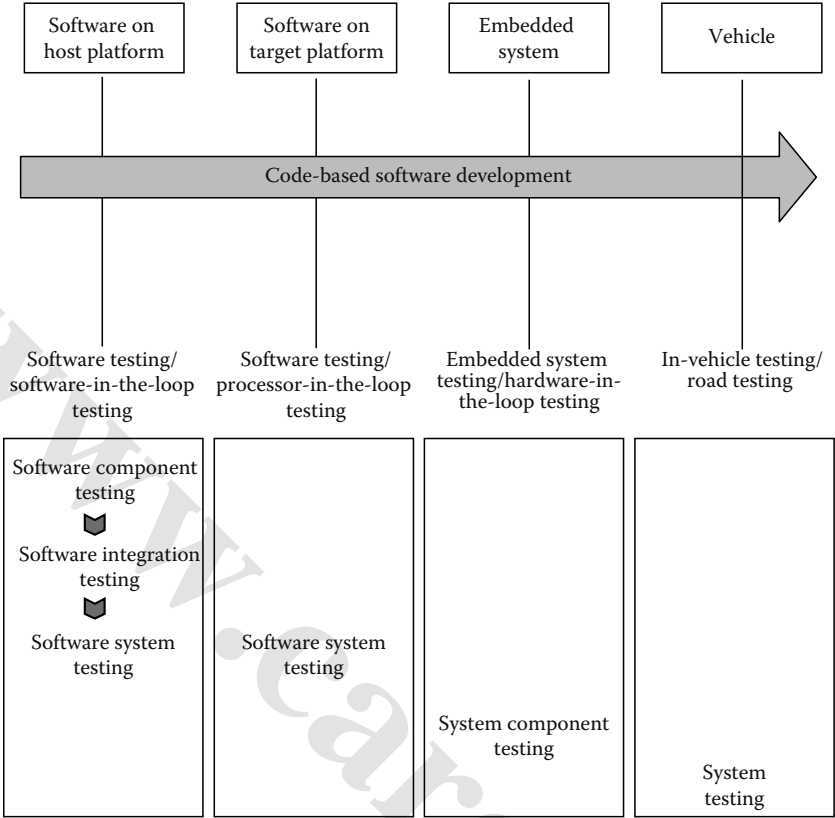 Software on
host platform
Software on
target platform
Embedded
system
Vehicle
Code-based software development
Software testing/
software-in-the-loop
testing
Software testing/
processor-in-the-loop
testing
Embedded system
testing/hardware-in-
the-loop testing
In-vehicle testing/
road testing
Software component
testing
Software integration
testing
Software system
testing
Software system
testing
System component
testing
System
testing
www.car